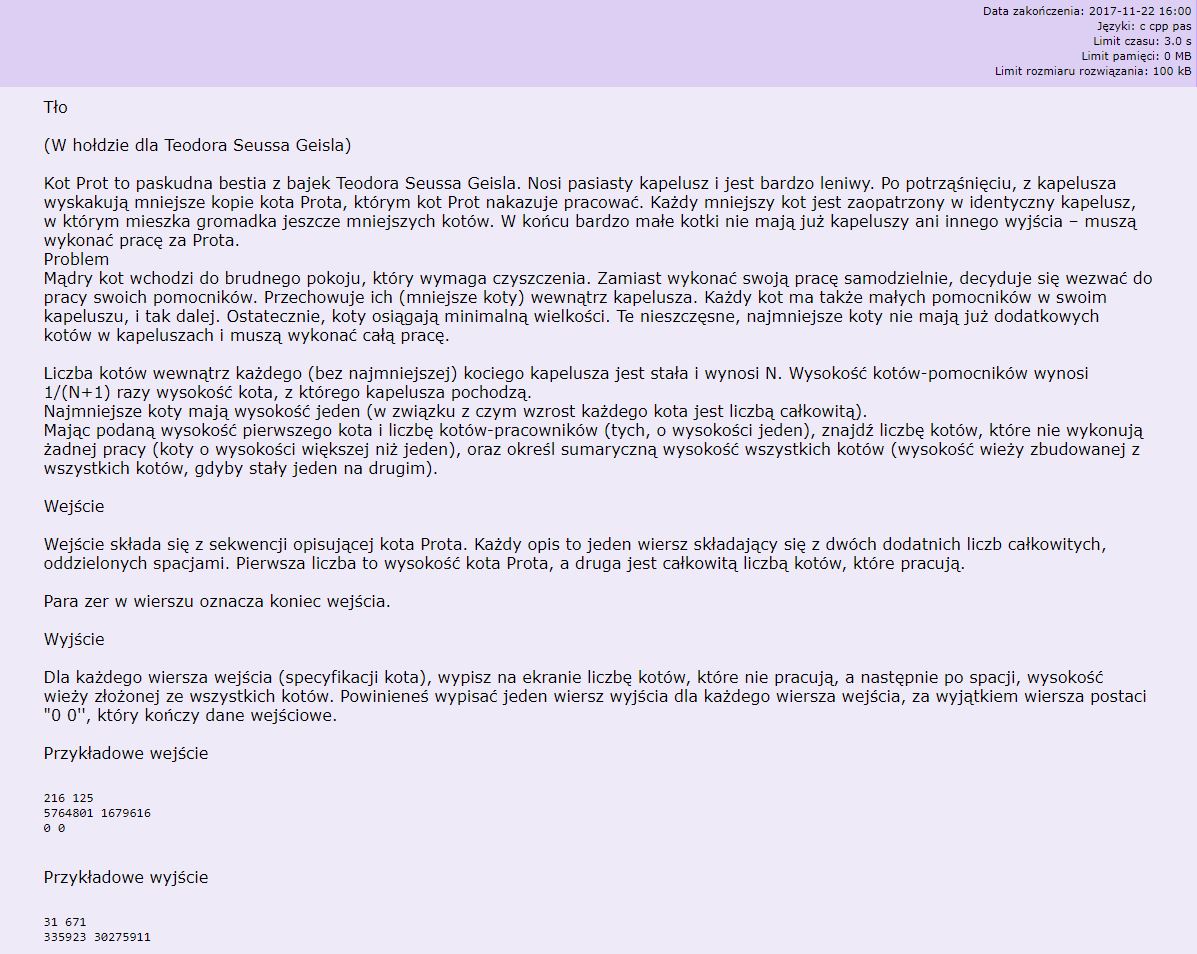 Data zakończenia: 2017-11-22 16:00
Języki: c cpp pas
Limit czasu: 3.0 s
Limit pamięci: 0 MB
Limit rozmiaru rozwiązania: 100 kB
Tło
(W hołdzie dla Teodora Seussa Geisla)
Kot Prot to paskudna bestia z bajek Teodora Seussa Geisla. Nosi pasiasty kapelusz i jest bardzo leniwy. Po potrząśnięciu, z kapelusza
wyskakują mniejsze kopie kota Prota, którym kot Prot nakazuje pracować. Każdy mniejszy kot jest zaopatrzony w identyczny kapelusz,
w którym mieszka gromadka jeszcze mniejszych kotów. W końcu bardzo małe kotki nie mają już kapeluszy ani innego wyjścia – muszą
wykonać pracę za Prota.
Problem
Mądry kot wchodzi do brudnego pokoju, który wymaga czyszczenia. Zamiast wykonać swoją pracę samodzielnie, decyduje się wezwać do
pracy swoich pomocników. Przechowuje ich (mniejsze koty) wewnątrz kapelusza. Każdy kot ma także małych pomocników w swoim
kapeluszu, i tak dalej. Ostatecznie, koty osiągają minimalną wielkości. Te nieszczęsne, najmniejsze koty nie mają już dodatkowych
kotów w kapeluszach i muszą wykonać całą pracę.
Liczba kotów wewnątrz każdego (bez najmniejszej) kociego kapelusza jest stała i wynosi N. Wysokość kotów-pomocników wynosi
1/(N+1) razy wysokość kota, z którego kapelusza pochodzą.
Najmniejsze koty mają wysokość jeden (w związku z czym wzrost każdego kota jest liczbą całkowitą).
Mając podaną wysokość pierwszego kota i liczbę kotów-pracowników (tych, o wysokości jeden), znajdź liczbę kotów, które nie wykonują
żadnej pracy (koty o wysokości większej niż jeden), oraz określ sumaryczną wysokość wszystkich kotów (wysokość wieży zbudowanej z
wszystkich kotów, gdyby stały jeden na drugim).
Wejście
Wejście składa się z sekwencji opisującej kota Prota. Każdy opis to jeden wiersz składający się z dwóch dodatnich liczb całkowitych,
oddzielonych spacjami. Pierwsza liczba to wysokość kota Prota, a druga jest całkowitą liczbą kotów, które pracują.
Para zer w wierszu oznacza koniec wejścia.
Wyjście
Dla każdego wiersza wejścia (specyfikacji kota), wypisz na ekranie liczbę kotów, które nie pracują, a następnie po spacji, wysokość
wieży złożonej ze wszystkich kotów. Powinieneś wypisać jeden wiersz wyjścia dla każdego wiersza wejścia, za wyjątkiem wiersza postaci
"0 0'', który kończy dane wejściowe.
Przykładowe wejście
216 125
5764801 1679616
0 0
Przykładowe wyjście
31 671
335923 30275911